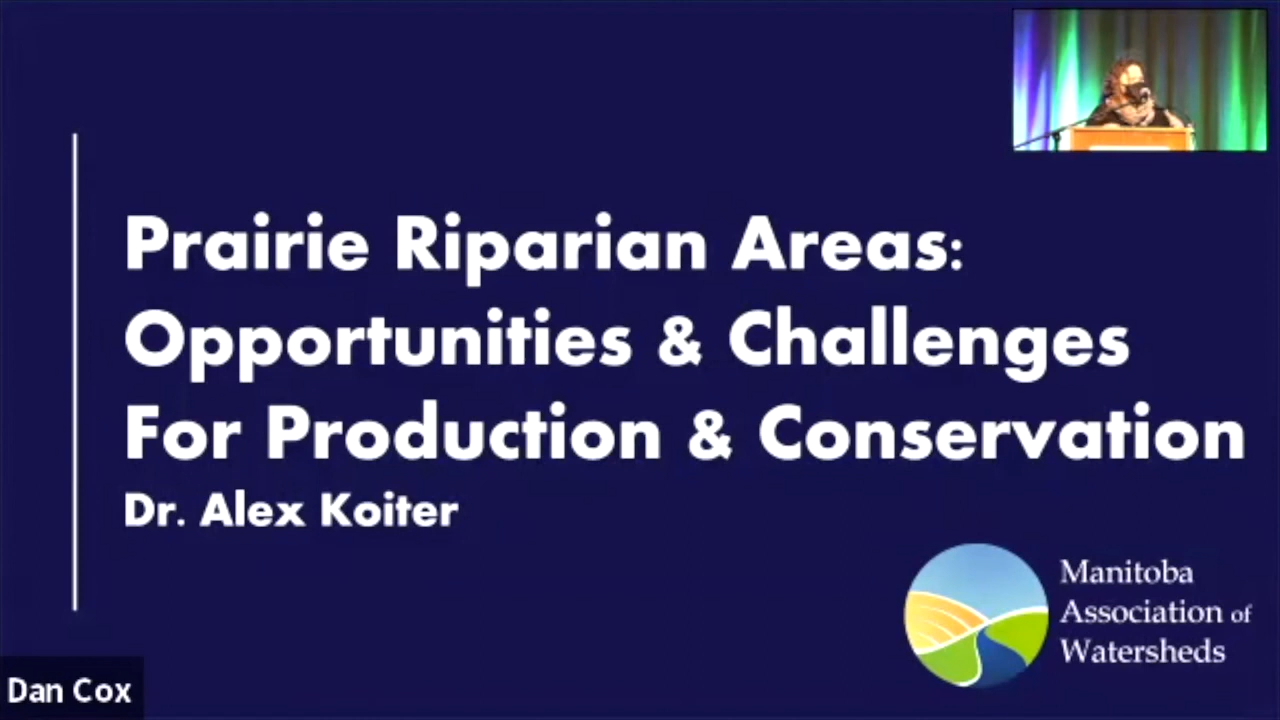 Prairie Riparian Areas:
Opportunities & Challenges
For Production & Conservation
Dr. Alex Koiter
Manitoba
Association of
Watersheds
Dan Cox